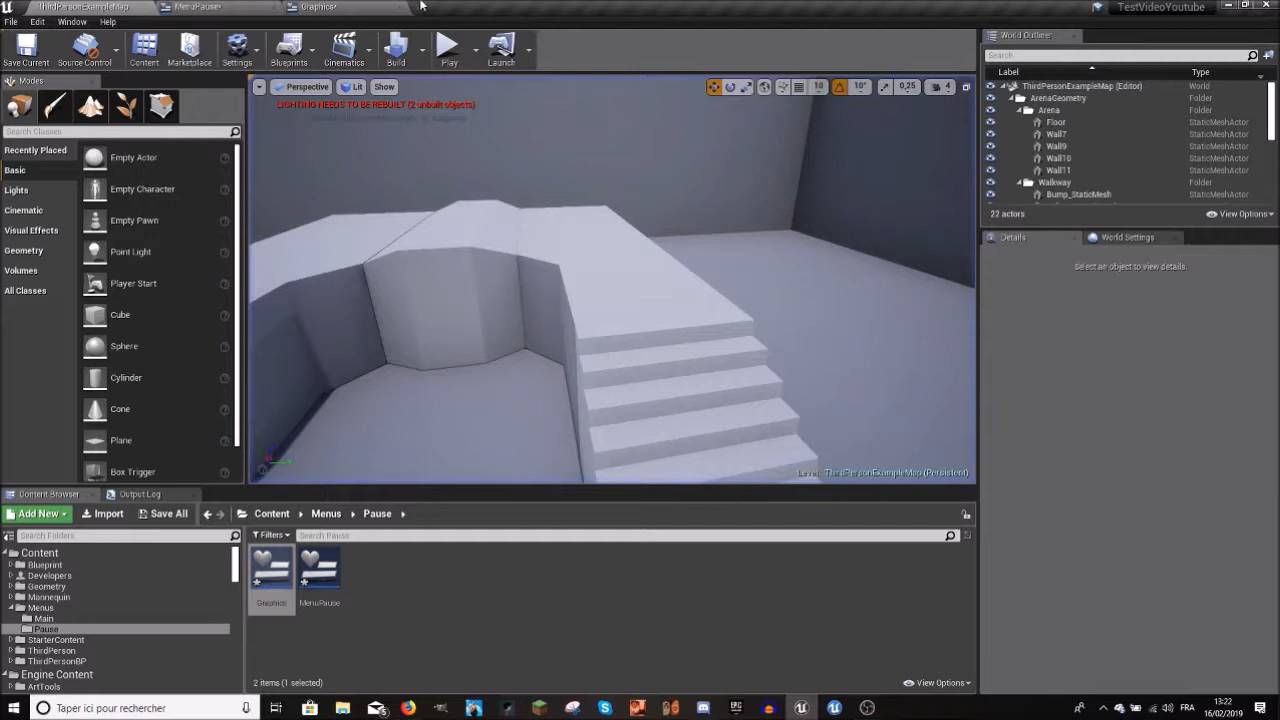 ThirdPersonExampleMap MenuPause* Graphics* TestVideoYoutube
File Edit Window Help
Save Current Source Control Content Marketplace Settings Blueprints Cinematics Build Play Launch
Modes
Search Classes
Recently Placed
Basic
Lights
Cinematic
Visual Effects
Geometry
Volumes
All Classes
Empty Actor
Empty Character
Empty Pawn
Point Light
Player Start
Cube
Sphere
Cylinder
Cone
Plane
Box Trigger
Perspective Lit Show 10 10° 0,25 4
LIGHTING NEEDS TO BE REBUILT (2 unbuilt objects)
Level: ThirdPersonExampleMap (Persistent)
World Outliner
Search
Label Type
ThirdPersonExampleMap (Editor) World
ArenaGeometry Folder
Arena Folder
Floor StaticMeshActor
Wall7 StaticMeshActor
Wall9 StaticMeshActor
Wall10 StaticMeshActor
Wall11 StaticMeshActor
Walkway Folder
Bump_StaticMesh StaticMeshActor
22 actors View Options
Details World Settings
Select an object to view details.
Content Browser Output Log
Add New Import Save All Content Menus Pause
Search Folders
Filters Search Pause
Content
Blueprint
Developers
Geometry
Mannequin
Menus
Main
Pause
StarterContent
ThirdPerson
ThirdPersonBP
Engine Content
ArtTools
Graphics MenuPause
2 items (1 selected) View Options
Taper ici pour rechercher
FRA
13:22
16/02/2019